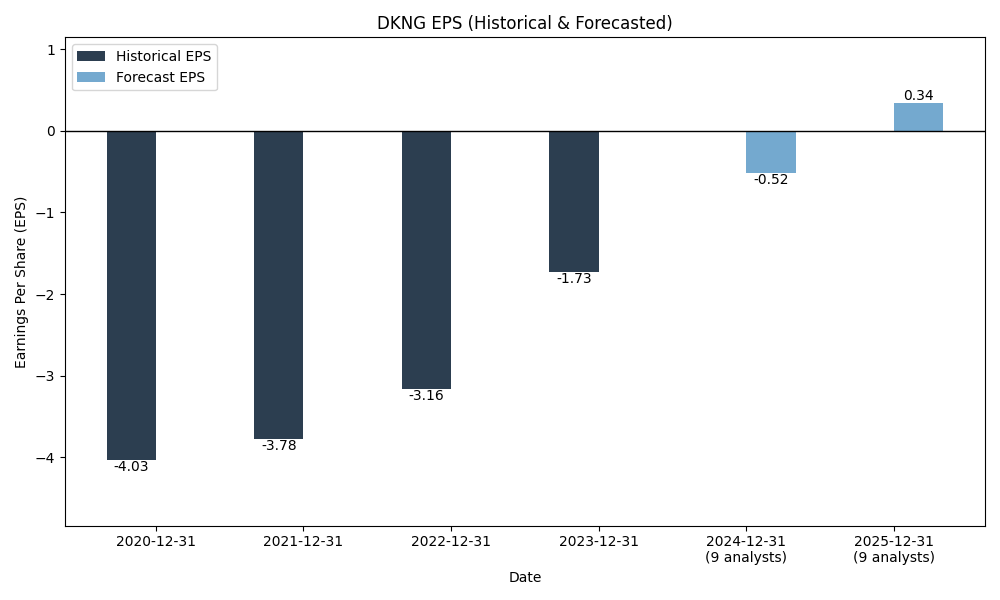 DKNG EPS (Historical & Forecasted)
Historical EPS
Forecast EPS
Earnings Per Share (EPS)
1
0
−1
−2
−3
−4
-4.03
-3.78
-3.16
-1.73
-0.52
0.34
2020-12-31
2021-12-31
2022-12-31
2023-12-31
2024-12-31
(9 analysts)
2025-12-31
(9 analysts)
Date